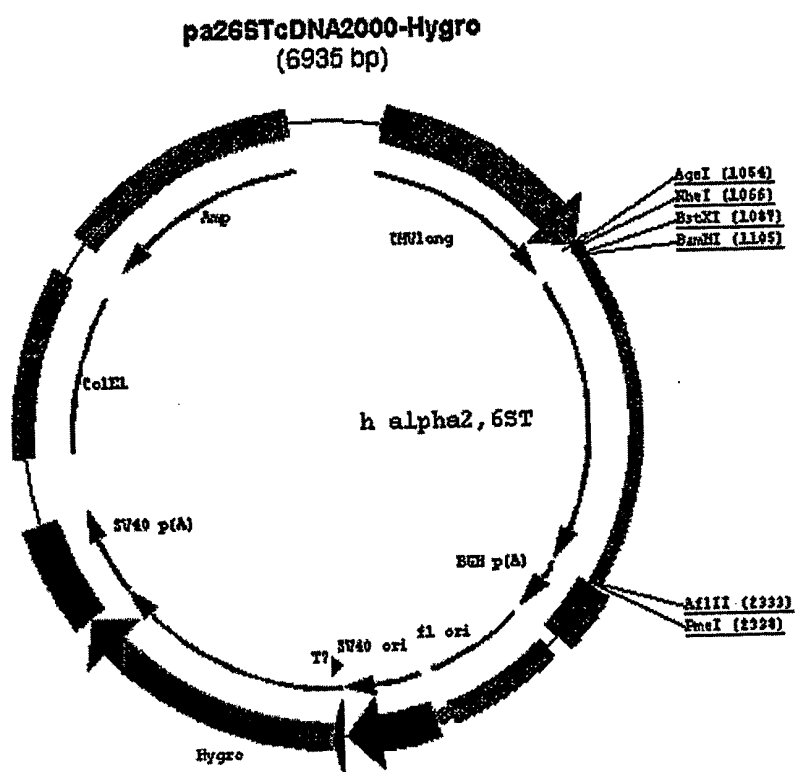 pa26STcDNA2000-Hygro
(6935 bp)
AgeI (1054)
NheI (1066)
BstXI (1087)
BamHI (1105)
Amp
CMVlong
ColE1
h alpha2,6ST
SV40 p(A)
BGH p(A)
AflII (2333)
PmeI (2338)
T7
SV40 ori
f1 ori
Hygro